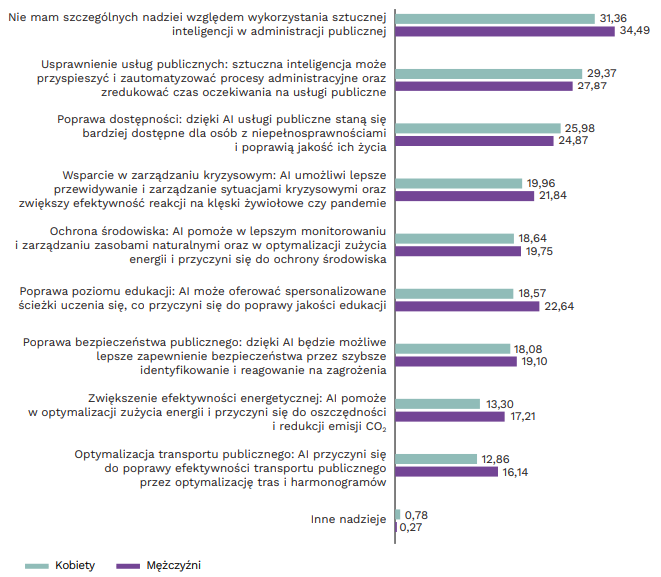 Nie mam szczególnych nadziei względem wykorzystania sztucznej
inteligencji w administracji publicznej
31,36
34,49
Usprawnienie usług publicznych: sztuczna inteligencja może
przyspieszyć i zautomatyzować procesy administracyjne oraz
zredukować czas oczekiwania na usługi publiczne
29,37
27,87
Poprawa dostępności: dzięki AI usługi publiczne staną się
bardziej dostępne dla osób z niepełnosprawnościami
i poprawią jakość ich życia
25,98
24,87
Wsparcie w zarządzaniu kryzysowym: AI umożliwi lepsze
przewidywanie i zarządzanie sytuacjami kryzysowymi oraz
zwiększy efektywność reakcji na klęski żywiołowe czy pandemie
19,96
21,84
Ochrona środowiska: AI pomoże w lepszym monitorowaniu
i zarządzaniu zasobami naturalnymi oraz w optymalizacji zużycia
energii i przyczyni się do ochrony środowiska
18,64
19,75
Poprawa poziomu edukacji: AI może oferować spersonalizowane
ścieżki uczenia się, co przyczyni się do poprawy jakości edukacji
18,57
22,64
Poprawa bezpieczeństwa publicznego: dzięki AI będzie możliwe
lepsze zapewnienie bezpieczeństwa przez szybsze
identyfikowanie i reagowanie na zagrożenia
18,08
19,10
Zwiększenie efektywności energetycznej: AI pomoże
w optymalizacji zużycia energii i przyczyni się do oszczędności
i redukcji emisji CO₂
13,30
17,21
Optymalizacja transportu publicznego: AI przyczyni się
do poprawy efektywności transportu publicznego
przez optymalizację tras i harmonogramów
12,86
16,14
Inne nadzieje
0,78
0,27
Kobiety
Mężczyźni